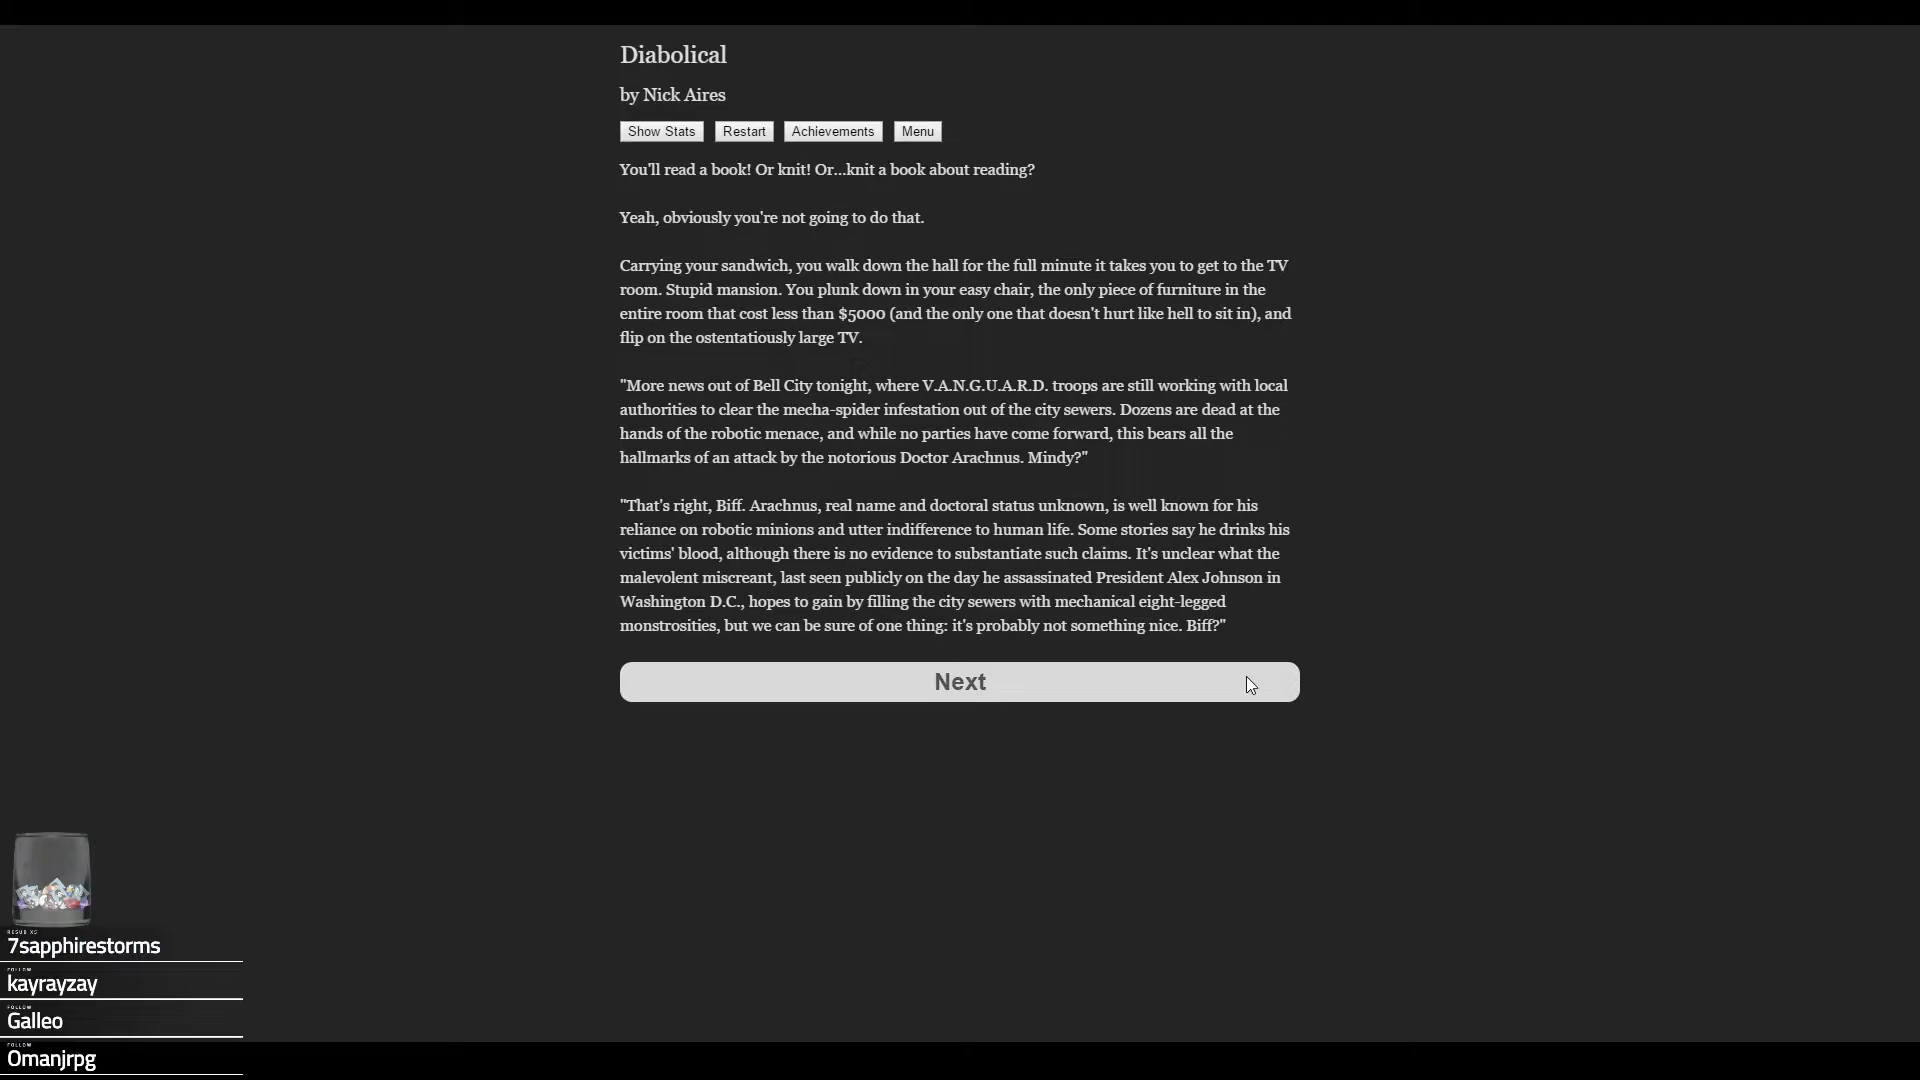 Diabolical
by Nick Aires
Show Stats Restart Achievements Menu
You'll read a book! Or knit! Or...knit a book about reading?
Yeah, obviously you're not going to do that.
Carrying your sandwich, you walk down the hall for the full minute it takes you to get to the TV
room. Stupid mansion. You plunk down in your easy chair, the only piece of furniture in the
entire room that cost less than $5000 (and the only one that doesn't hurt like hell to sit in), and
flip on the ostentatiously large TV.
"More news out of Bell City tonight, where V.A.N.G.U.A.R.D. troops are still working with local
authorities to clear the mecha-spider infestation out of the city sewers. Dozens are dead at the
hands of the robotic menace, and while no parties have come forward, this bears all the
hallmarks of an attack by the notorious Doctor Arachnus. Mindy?"
"That's right, Biff. Arachnus, real name and doctoral status unknown, is well known for his
reliance on robotic minions and utter indifference to human life. Some stories say he drinks his
victims' blood, although there is no evidence to substantiate such claims. It's unclear what the
malevolent miscreant, last seen publicly on the day he assassinated President Alex Johnson in
Washington D.C., hopes to gain by filling the city sewers with mechanical eight-legged
monstrosities, but we can be sure of one thing: it's probably not something nice. Biff?"
Next
RESUB X5
7sapphirestorms
FOLLOW
kayrayzay
FOLLOW
Galleo
FOLLOW
Omanjrpg